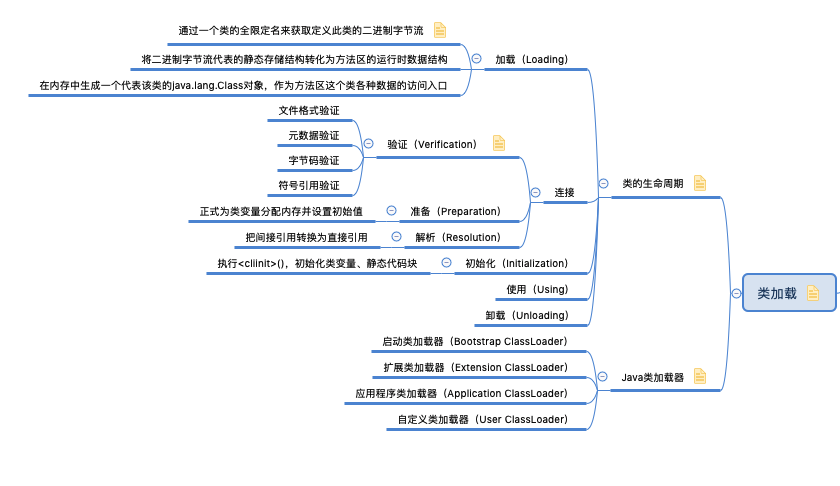 通过一个类的全限定名来获取定义此类的二进制字节流
将二进制字节流代表的静态存储结构转化为方法区的运行时数据结构
加载（Loading）
在内存中生成一个代表该类的java.lang.Class对象，作为方法区这个类各种数据的访问入口
文件格式验证
元数据验证
验证（Verification）
字节码验证
符号引用验证
类的生命周期
连接
正式为类变量分配内存并设置初始值
准备（Preparation）
把间接引用转换为直接引用
解析（Resolution）
执行<cliinit>()，初始化类变量、静态代码块
初始化（Initialization）
使用（Using）
类加载
卸载（Unloading）
启动类加载器（Bootstrap ClassLoader）
扩展类加载器（Extension ClassLoader）
Java类加载器
应用程序类加载器（Application ClassLoader）
自定义类加载器（User ClassLoader）